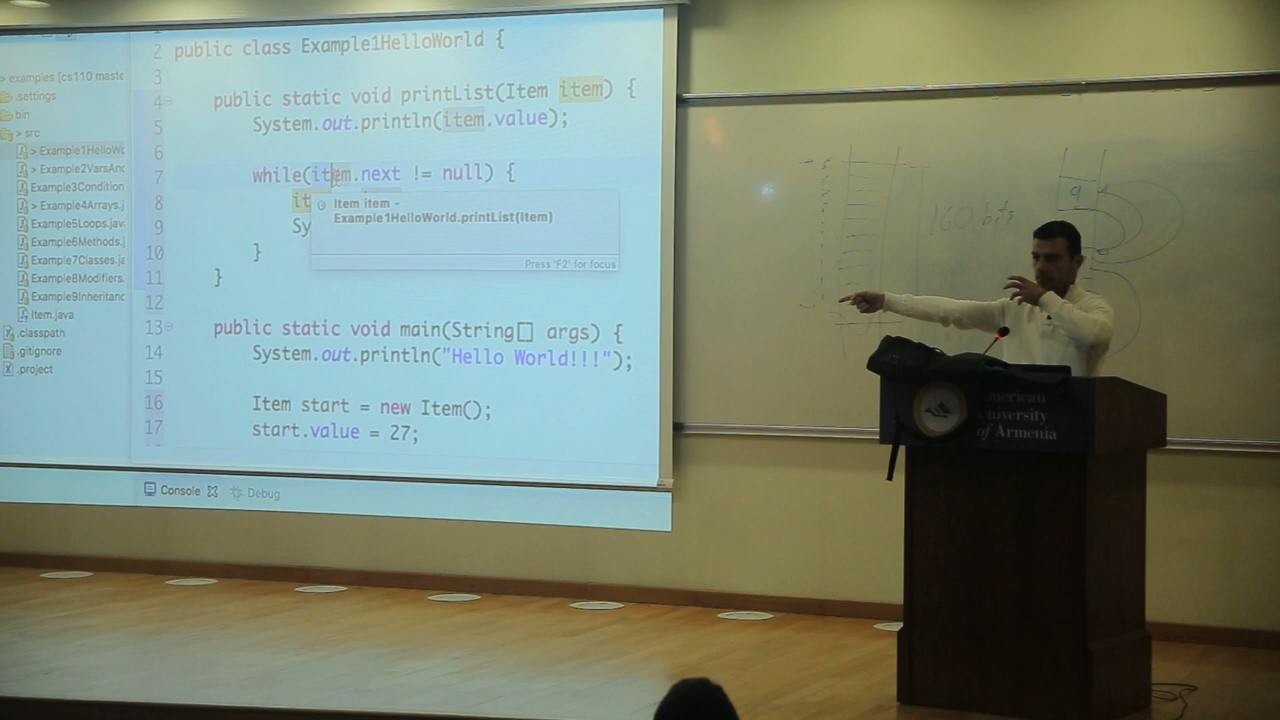 > examples [cs110 maste
.settings
bin
> src
> Example1HelloWo
> Example2VarsAnd
Example3Condition
> Example4Arrays.j
Example5Loops.jav
Example6Methods.j
Example7Classes.ja
Example8Modifiers.
Example9Inheritanc
Item.java
.classpath
.gitignore
.project
2 public class Example1HelloWorld {
3
4 public static void printList(Item item) {
5 System.out.println(item.value);
6
7 while(item.next != null) {
8 it
9 Sy
10 }
11 }
12
13 public static void main(String[] args) {
14 System.out.println("Hello World!!!");
15
16 Item start = new Item();
17 start.value = 27;
Item item -
Example1HelloWorld.printList(Item)
Press 'F2' for focus
Console
Debug
160 bits
American
University
of Armenia